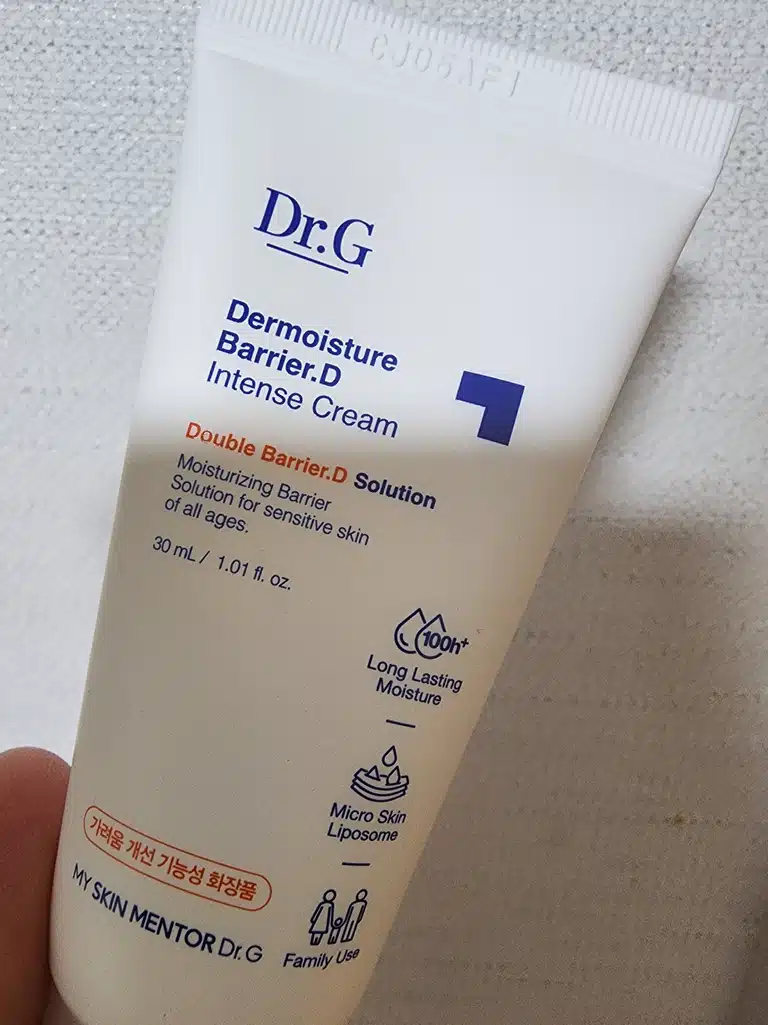 Dr.G
Dermoisture
Barrier.D
Intense Cream
Double Barrier.D Solution
Moisturizing Barrier
Solution for sensitive skin
of all ages.
30 mL / 1.01 fl. oz.
100h+
Long Lasting
Moisture
Micro Skin
Liposome
Family Use
가려움 개선 기능성 화장품
MY SKIN MENTOR Dr.G